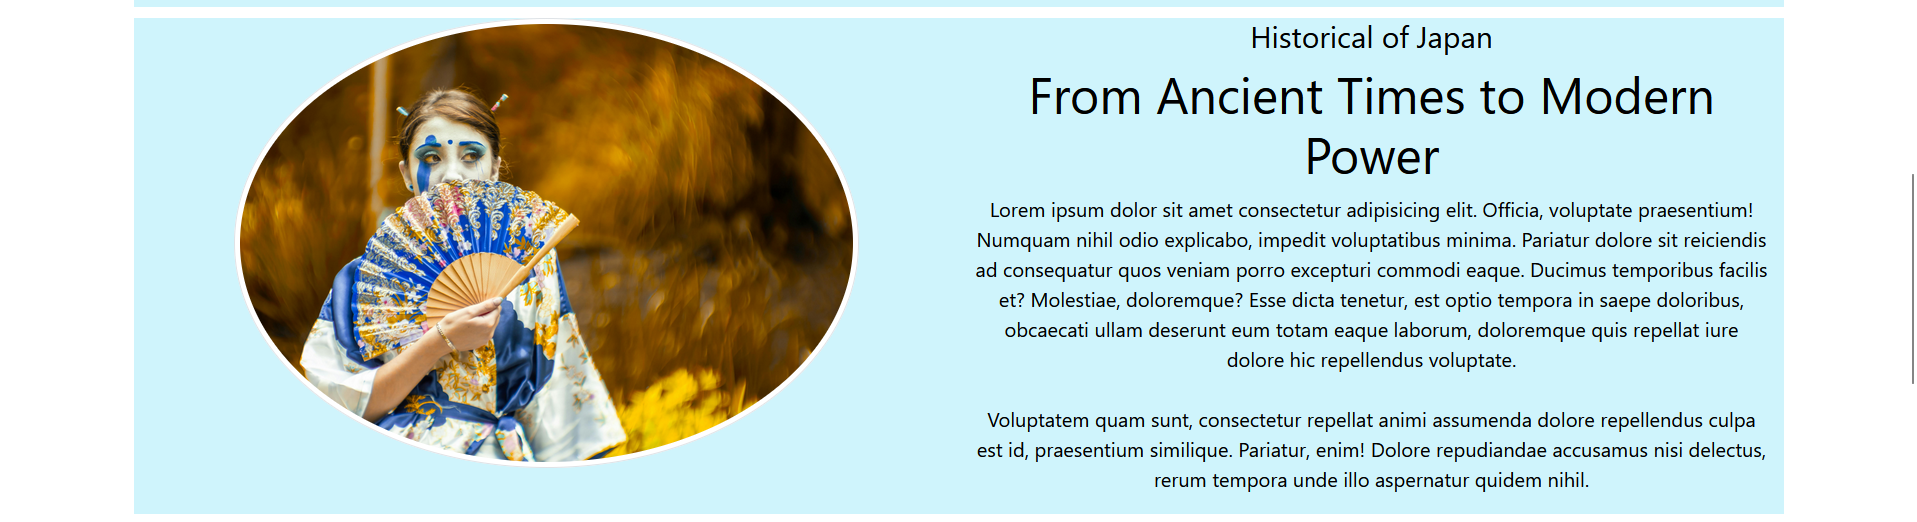 Historical of Japan
From Ancient Times to Modern
Power
Lorem ipsum dolor sit amet consectetur adipisicing elit. Officia, voluptate praesentium!
Numquam nihil odio explicabo, impedit voluptatibus minima. Pariatur dolore sit reiciendis
ad consequatur quos veniam porro excepturi commodi eaque. Ducimus temporibus facilis
et? Molestiae, doloremque? Esse dicta tenetur, est optio tempora in saepe doloribus,
obcaecati ullam deserunt eum totam eaque laborum, doloremque quis repellat iure
dolore hic repellendus voluptate.
Voluptatem quam sunt, consectetur repellat animi assumenda dolore repellendus culpa
est id, praesentium similique. Pariatur, enim! Dolore repudiandae accusamus nisi delectus,
rerum tempora unde illo aspernatur quidem nihil.